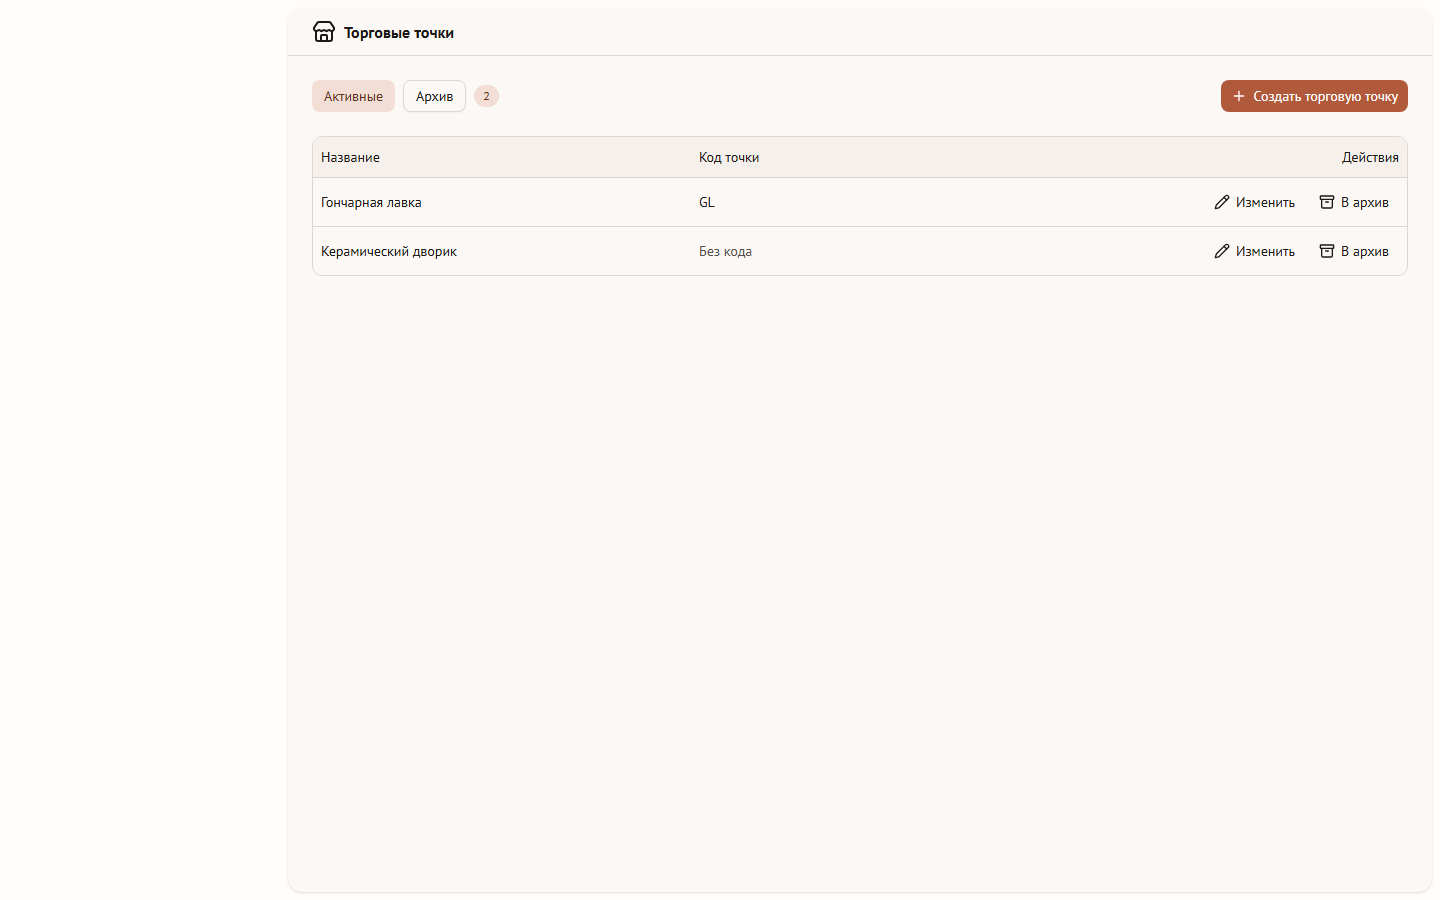 Торговые точки
Активные Архив 2 Создать торговую точку
Название Код точки Действия
Гончарная лавка GL Изменить В архив
Керамический дворик Без кода Изменить В архив